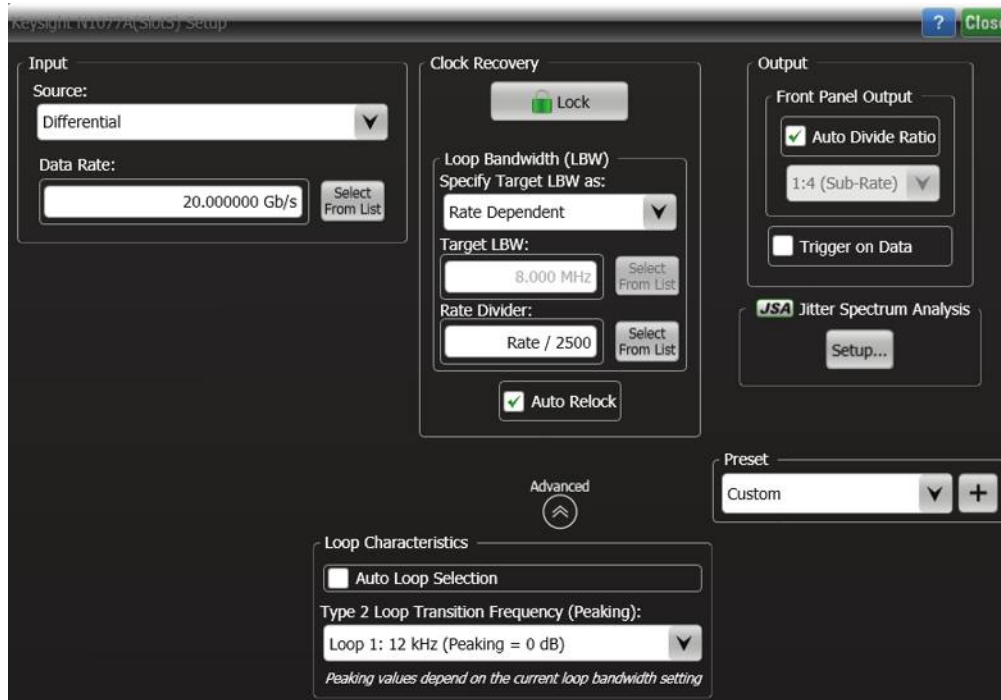 Keysight N1077A(Slot5) Setup
?
Close
Input
Source:
Differential
Data Rate:
20.000000 Gb/s
Select
From List
Clock Recovery
Lock
Loop Bandwidth (LBW)
Specify Target LBW as:
Rate Dependent
Target LBW:
8.000 MHz
Select
From List
Rate Divider:
Rate / 2500
Select
From List
Auto Relock
Output
Front Panel Output
Auto Divide Ratio
1:4 (Sub-Rate)
Trigger on Data
JSA Jitter Spectrum Analysis
Setup...
Preset
Custom
+
Advanced
Loop Characteristics
Auto Loop Selection
Type 2 Loop Transition Frequency (Peaking):
Loop 1: 12 kHz (Peaking = 0 dB)
Peaking values depend on the current loop bandwidth setting